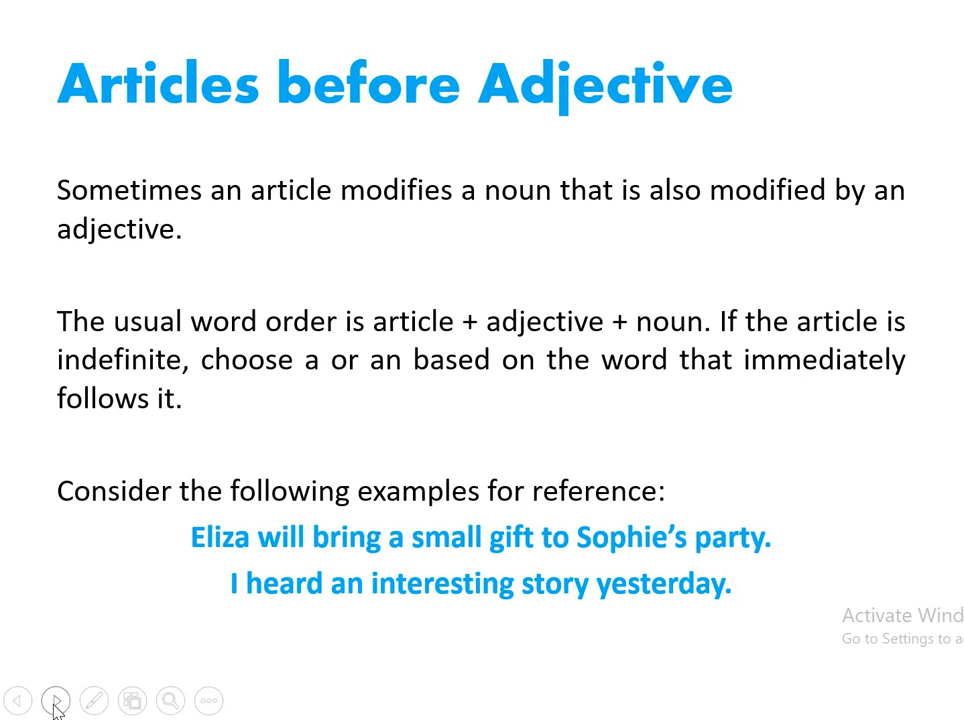 Articles before Adjective
Sometimes an article modifies a noun that is also modified by an
adjective.
The usual word order is article + adjective + noun. If the article is
indefinite, choose a or an based on the word that immediately
follows it.
Consider the following examples for reference:
Eliza will bring a small gift to Sophie’s party.
I heard an interesting story yesterday.
Activate Wind
Go to Settings to a